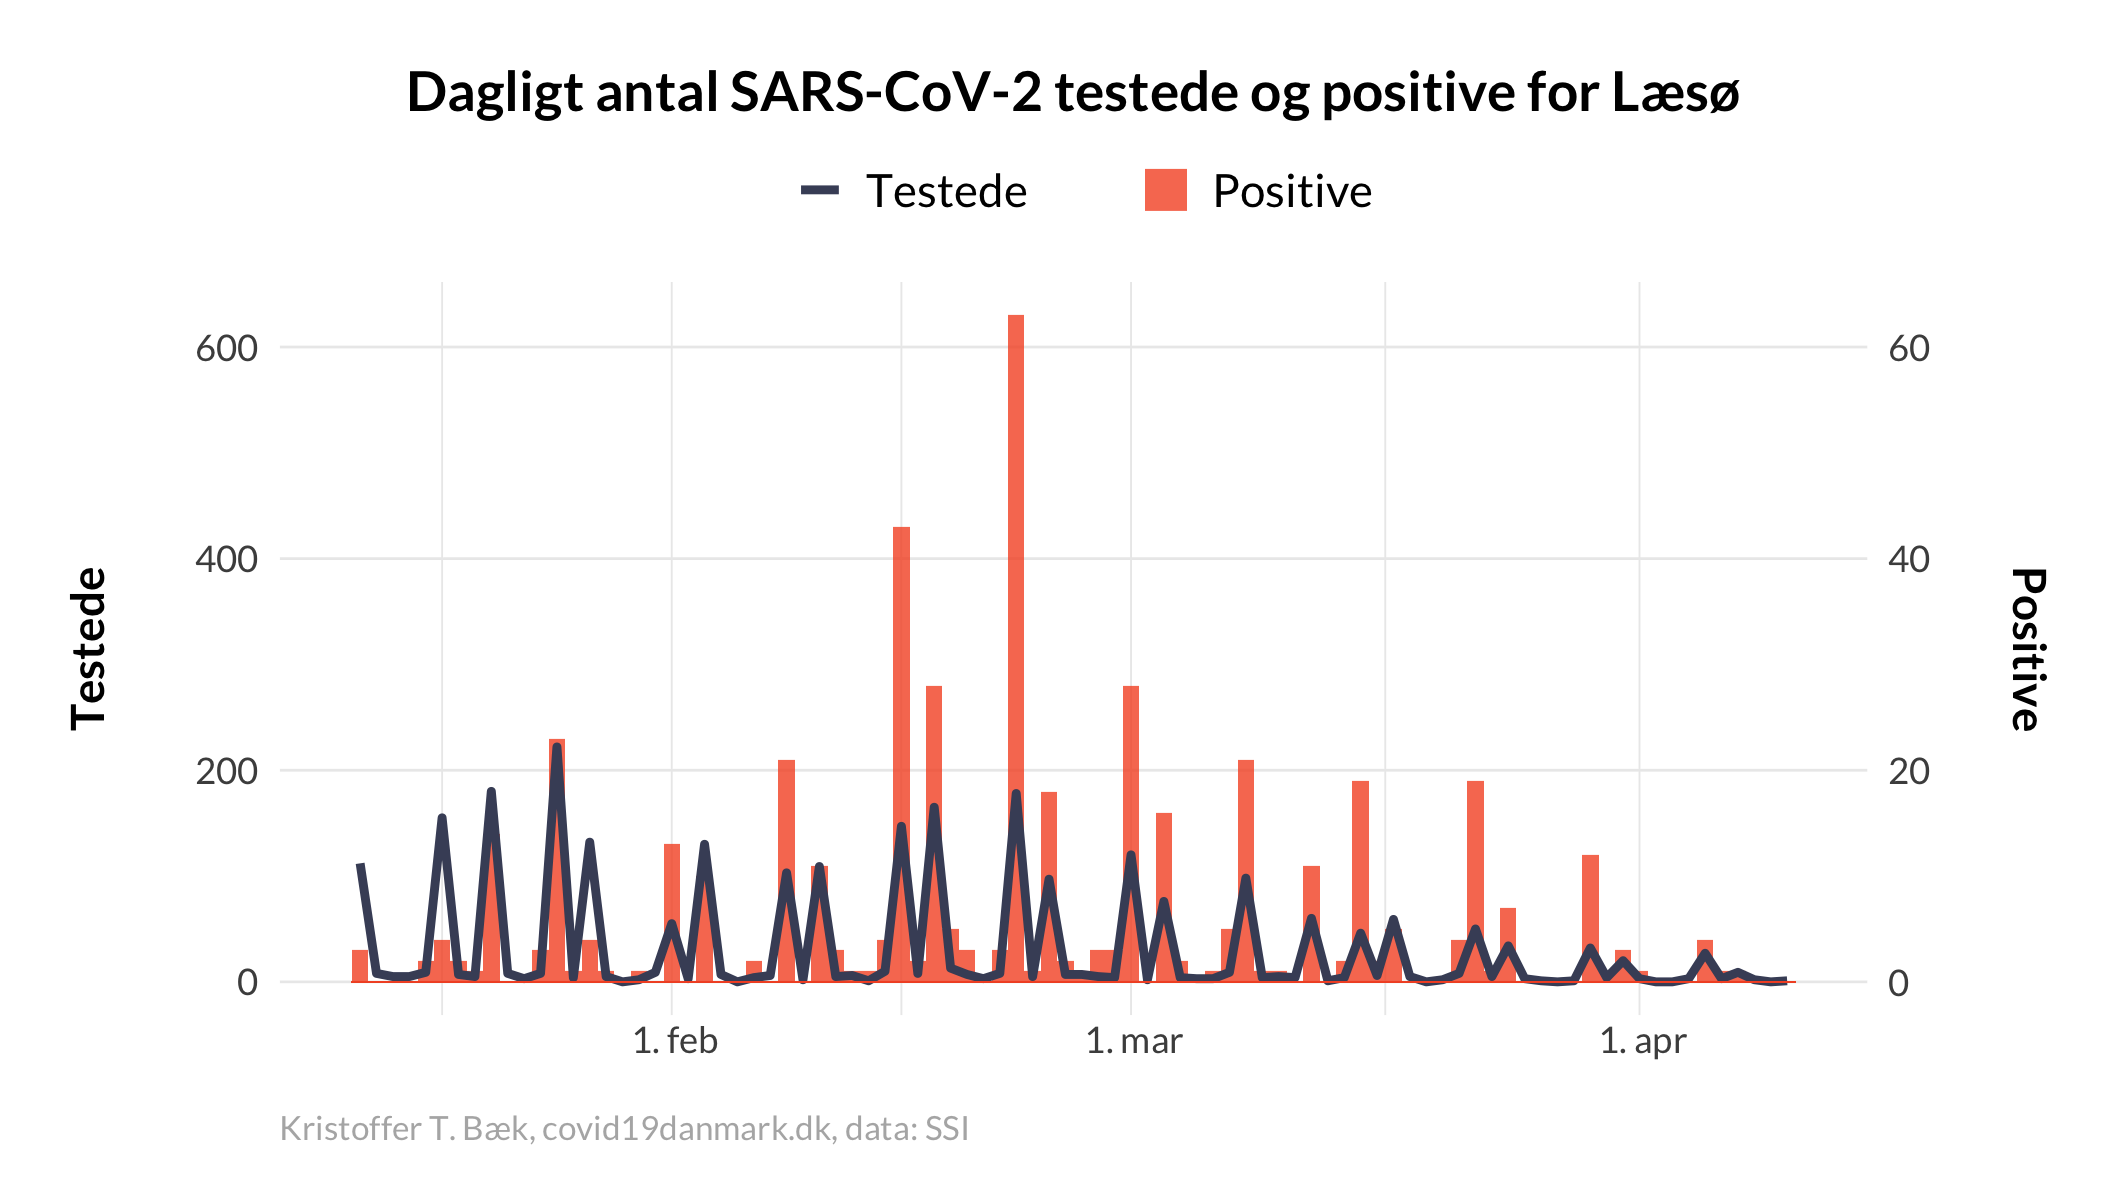 Dagligt antal SARS-CoV-2 testede og positive for Læsø
Testede
Positive
600
400
200
0
Testede
60
40
20
0
Positive
1. feb
1. mar
1. apr
Kristoffer T. Bæk, covid19danmark.dk, data: SSI